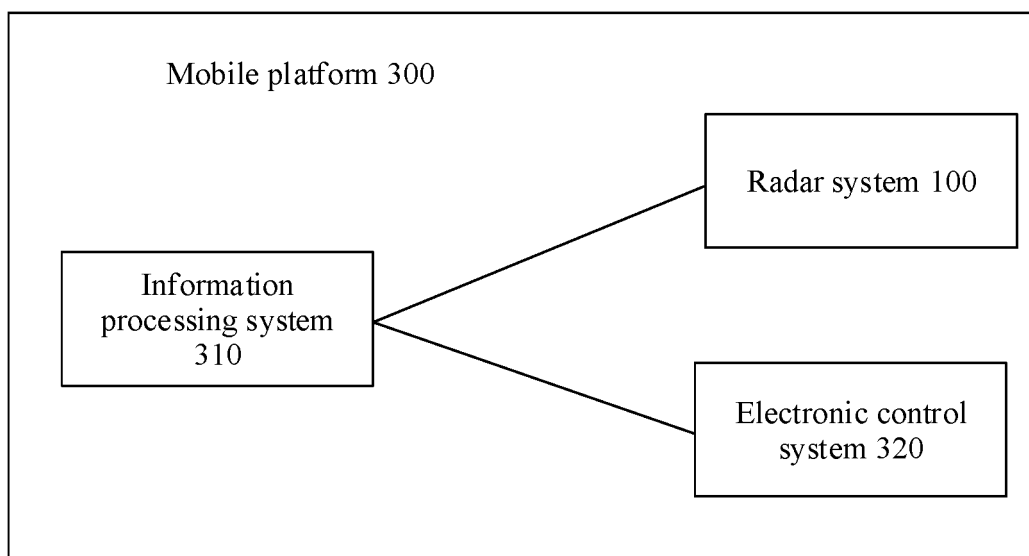 Mobile platform 300
Radar system 100
Information
processing system
310
Electronic control
system 320